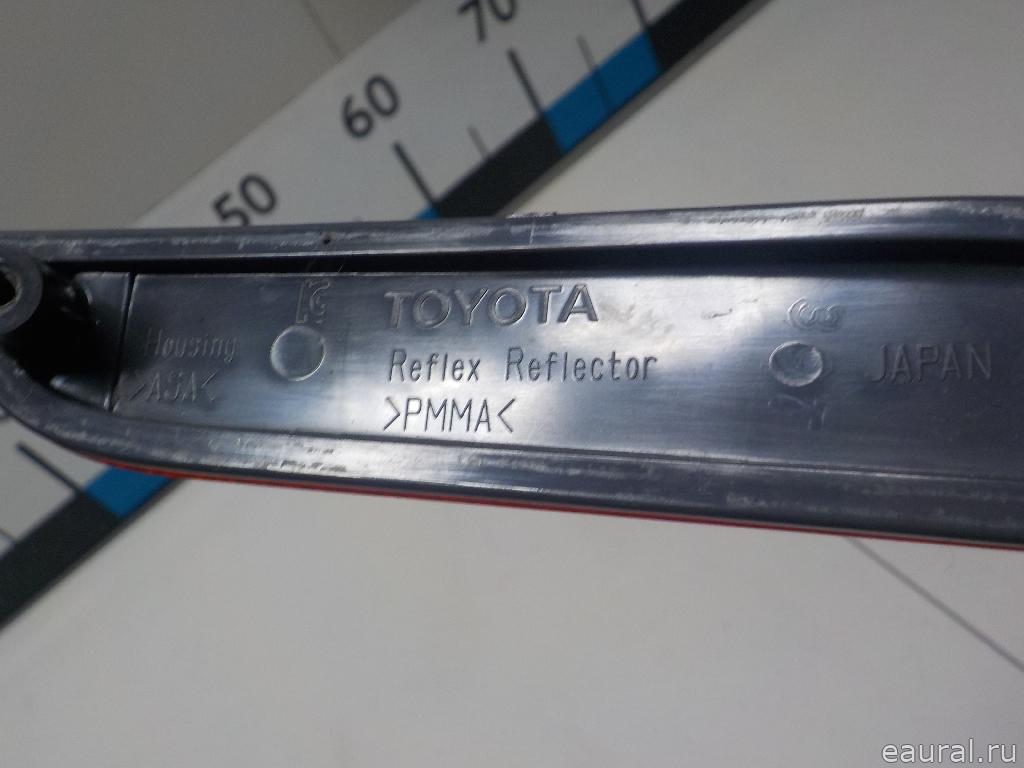 70
60
50
TOYOTA
Housing
>ASA<
Reflex Reflector
>PMMA<
JAPAN
eaural.ru